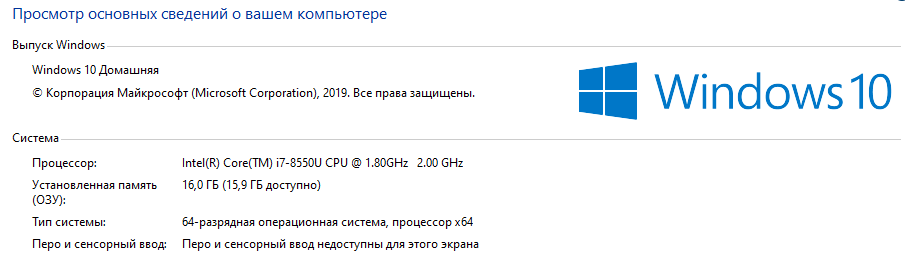 Просмотр основных сведений о вашем компьютере
Выпуск Windows
Windows 10 Домашняя
© Корпорация Майкрософт (Microsoft Corporation), 2019. Все права защищены.
Windows 10
Система
Процессор: Intel(R) Core(TM) i7-8550U CPU @ 1.80GHz 2.00 GHz
Установленная память 16,0 ГБ (15,9 ГБ доступно)
(ОЗУ):
Тип системы: 64-разрядная операционная система, процессор x64
Перо и сенсорный ввод: Перо и сенсорный ввод недоступны для этого экрана